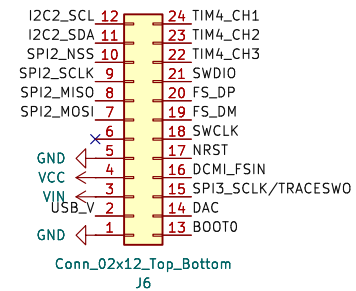 I2C2_SCL 12 24 TIM4_CH1
I2C2_SDA 11 23 TIM4_CH2
SPI2_NSS 10 22 TIM4_CH3
SPI2_SCLK 9 21 SWDIO
SPI2_MISO 8 20 FS_DP
SPI2_MOSI 7 19 FS_DM
6 18 SWCLK
GND 5 17 NRST
VCC 4 16 DCMI_FSIN
VIN 3 15 SPI3_SCLK/TRACESWO
USB_V 2 14 DAC
GND 1 13 BOOT0
Conn_02x12_Top_Bottom
J6